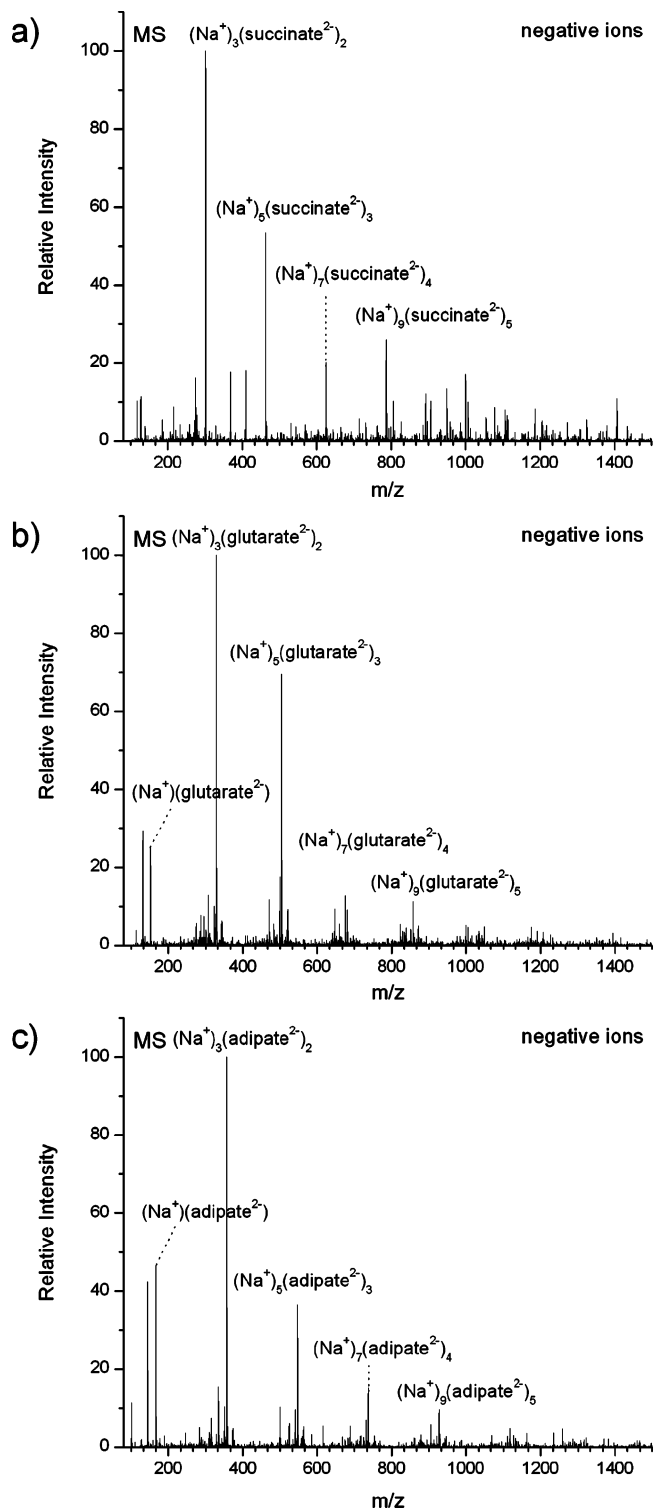 a)
MS (Na⁺)₃(succinate²⁻)₂ negative ions
100
(Na⁺)₅(succinate²⁻)₃
(Na⁺)₇(succinate²⁻)₄
(Na⁺)₉(succinate²⁻)₅
80
60
40
20
0
Relative Intensity
200 400 600 800 1000 1200 1400
m/z
b)
MS (Na⁺)₃(glutarate²⁻)₂ negative ions
100
(Na⁺)₅(glutarate²⁻)₃
(Na⁺)(glutarate²⁻)
(Na⁺)₇(glutarate²⁻)₄
(Na⁺)₉(glutarate²⁻)₅
80
60
40
20
0
Relative Intensity
200 400 600 800 1000 1200 1400
m/z
c)
MS (Na⁺)₃(adipate²⁻)₂ negative ions
100
(Na⁺)(adipate²⁻)
(Na⁺)₅(adipate²⁻)₃
(Na⁺)₇(adipate²⁻)₄
(Na⁺)₉(adipate²⁻)₅
80
60
40
20
0
Relative Intensity
200 400 600 800 1000 1200 1400
m/z